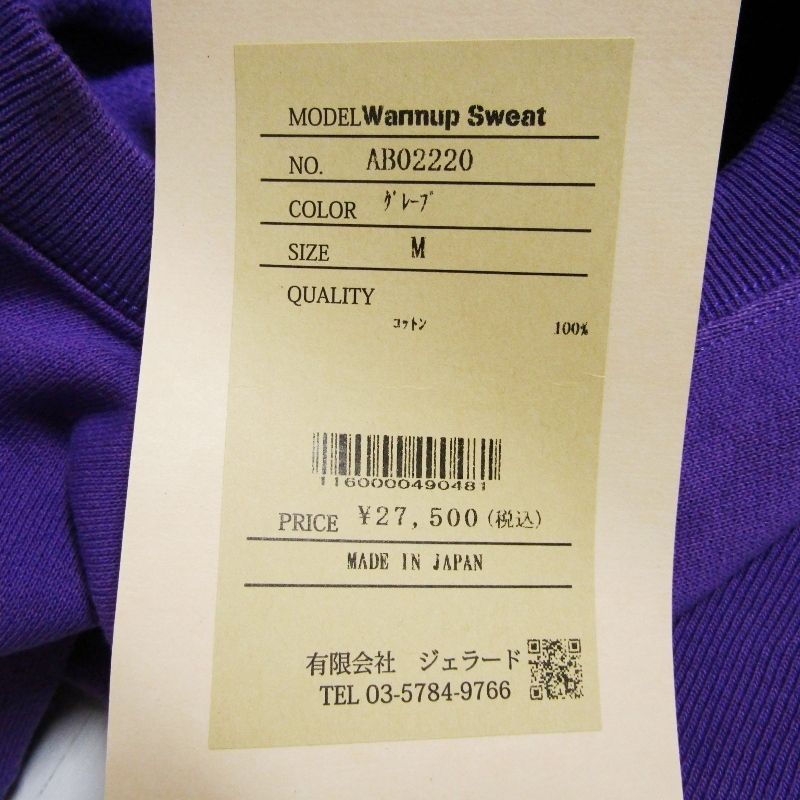 MODEL Warmup Sweat
NO. AB02220
COLOR ｸﾞﾚｰﾌﾟ
SIZE M
QUALITY
ｺｯﾄﾝ 100%
1160000490481
PRICE ¥27,500(税込)
MADE IN JAPAN
有限会社 ジェラード
TEL 03-5784-9766